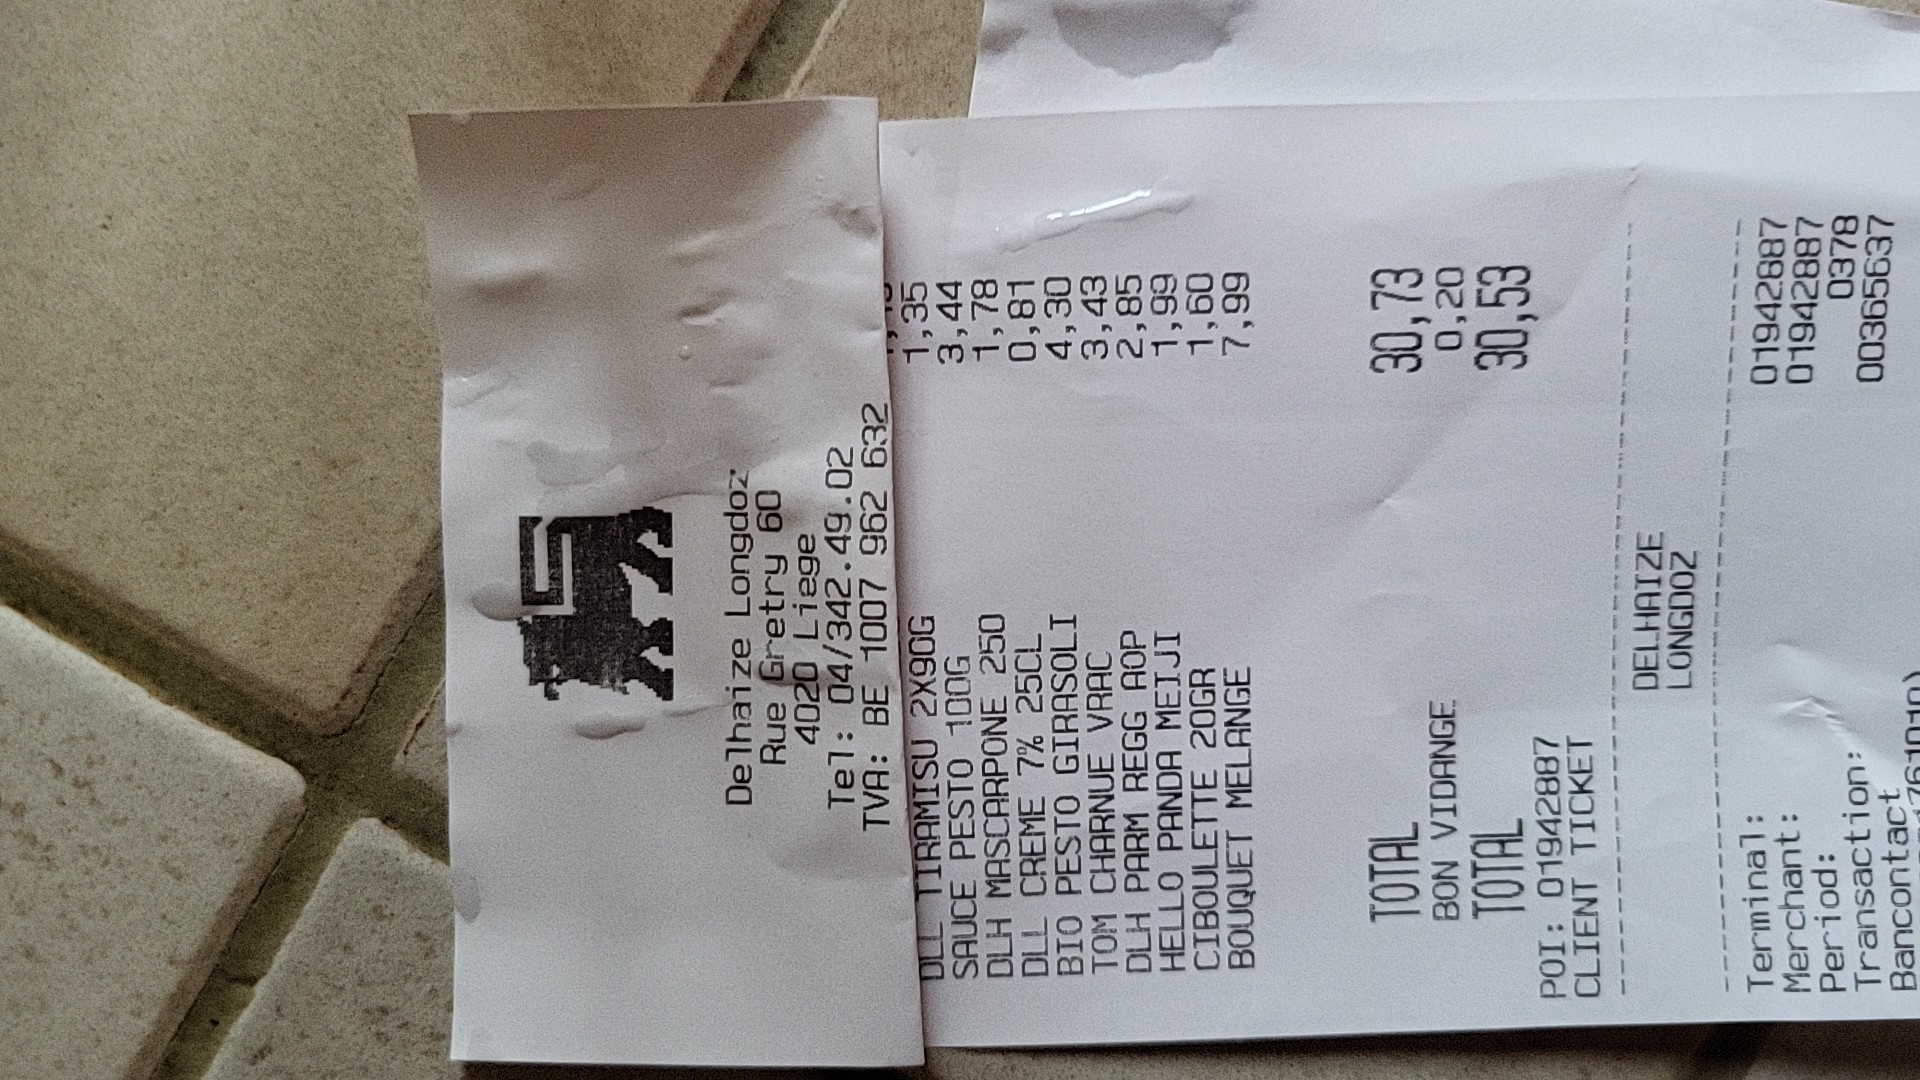 Delhaize Longdoz
Rue Gretry 60
4020 Liege
Tel: 04/342.49.02
TVA: BE 1007 962 632
DLL TIRAMISU 2X90G 1,35
SAUCE PESTO 100G 3,44
DLH MASCARPONE 250 1,78
DLL CREME 7% 25CL 0,81
BIO PESTO GIRASOLI 4,30
TOM CHARNUE VRAC 3,43
DLH PARM REGG AOP 2,85
HELLO PANDA MEIJI 1,99
CIBOULETTE 20GR 1,60
BOUQUET MELANGE 7,99
TOTAL 30,73
BON VIDANGE 0,20
TOTAL 30,53
POI: 01942887
CLIENT TICKET
DELHAIZE
LONGDOZ
Terminal: 01942887
Merchant: 01942887
Period: 0378
Transaction: 00365637
Bancontact